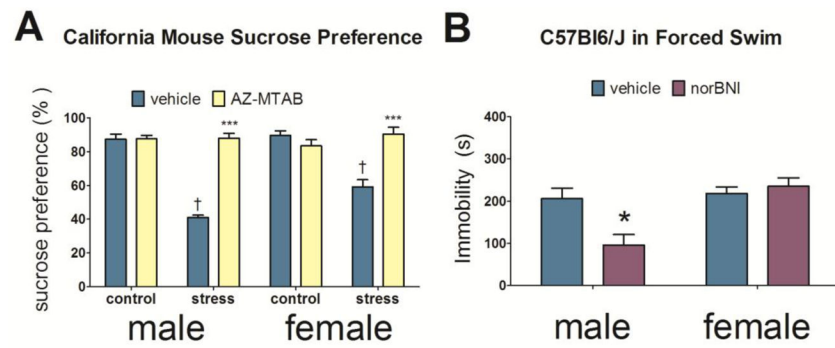 A California Mouse Sucrose Preference
vehicle AZ-MTAB
sucrose preference (%)
100
80
60
40
20
0
***
***
†
†
control stress control stress
male female
B C57Bl6/J in Forced Swim
vehicle norBNI
Immobility (s)
400
300
200
100
0
*
male female